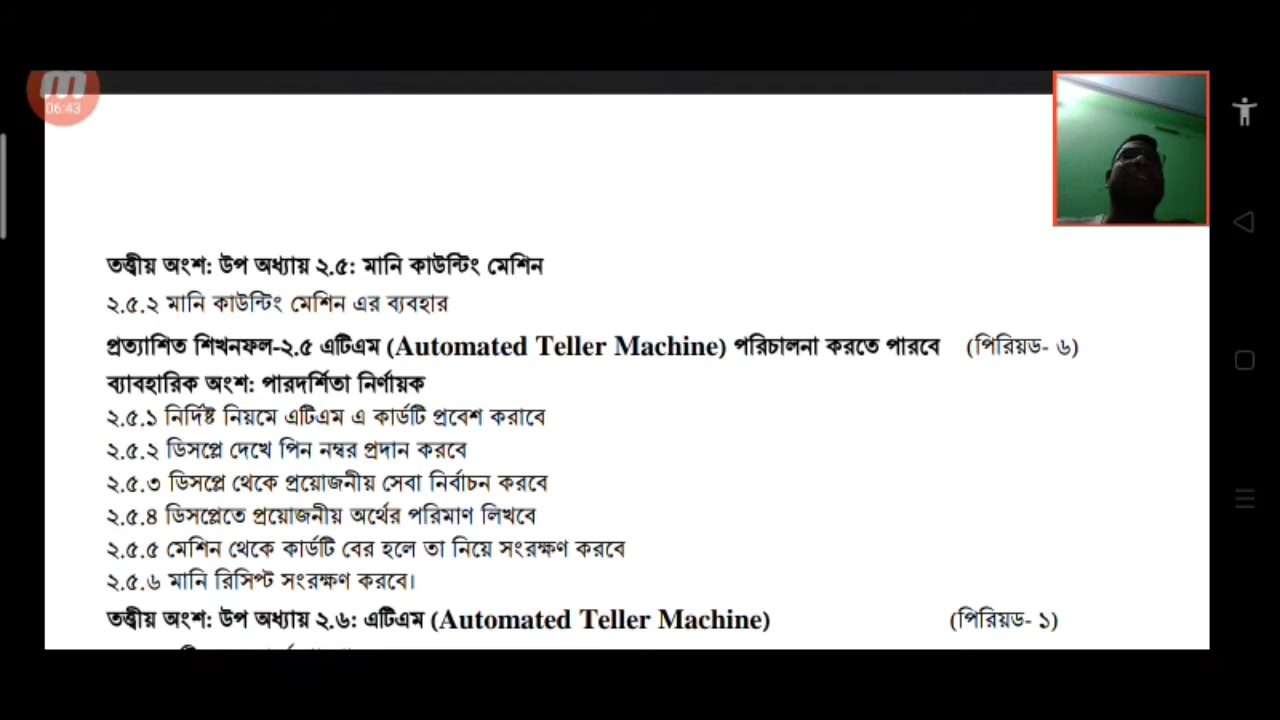 06:43
তত্ত্বীয় অংশ: উপ অধ্যায় ২.৫: মানি কাউন্টিং মেশিন
২.৫.২ মানি কাউন্টিং মেশিন এর ব্যবহার
প্রত্যাশিত শিখনফল-২.৫ এটিএম (Automated Teller Machine) পরিচালনা করতে পারবে (পিরিয়ড- ৬)
ব্যাবহারিক অংশ: পারদর্শিতা নির্ণায়ক
২.৫.১ নির্দিষ্ট নিয়মে এটিএম এ কার্ডটি প্রবেশ করাবে
২.৫.২ ডিসপ্লে দেখে পিন নম্বর প্রদান করবে
২.৫.৩ ডিসপ্লে থেকে প্রয়োজনীয় সেবা নির্বাচন করবে
২.৫.৪ ডিসপ্লেতে প্রয়োজনীয় অর্থের পরিমাণ লিখবে
২.৫.৫ মেশিন থেকে কার্ডটি বের হলে তা নিয়ে সংরক্ষণ করবে
২.৫.৬ মানি রিসিপ্ট সংরক্ষণ করবে।
তত্ত্বীয় অংশ: উপ অধ্যায় ২.৬: এটিএম (Automated Teller Machine) (পিরিয়ড- ১)